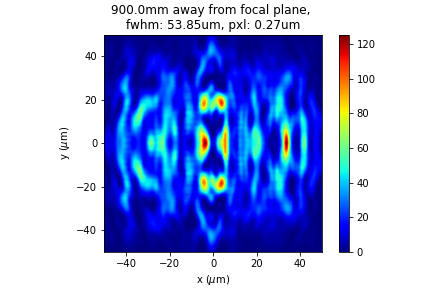 900.0mm away from focal plane,
fwhm: 53.85um, pxl: 0.27um
40
20
0
−20
−40
y (μm)
−40 −20 0 20 40
x (μm)
120
100
80
60
40
20
0